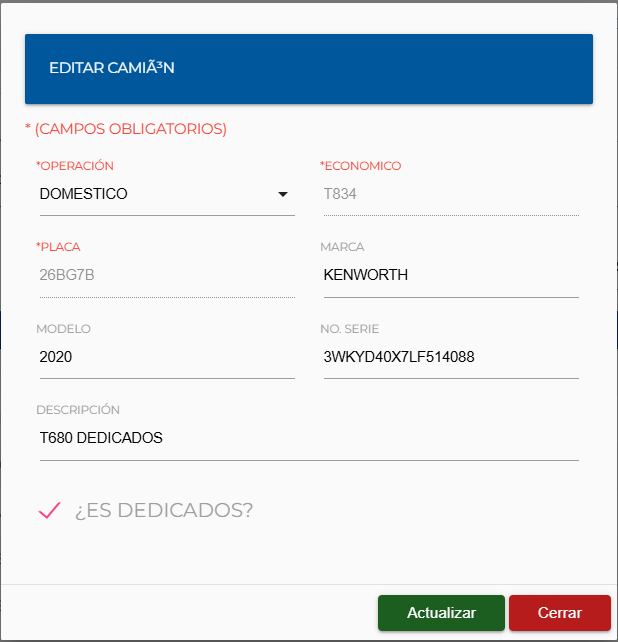 EDITAR CAMIÃ³N
* (CAMPOS OBLIGATORIOS)
*OPERACIÓN
*ECONOMICO
DOMESTICO
T834
*PLACA
MARCA
26BG7B
KENWORTH
MODELO
NO. SERIE
2020
3WKYD40X7LF514088
DESCRIPCIÓN
T680 DEDICADOS
¿ES DEDICADOS?
Actualizar
Cerrar